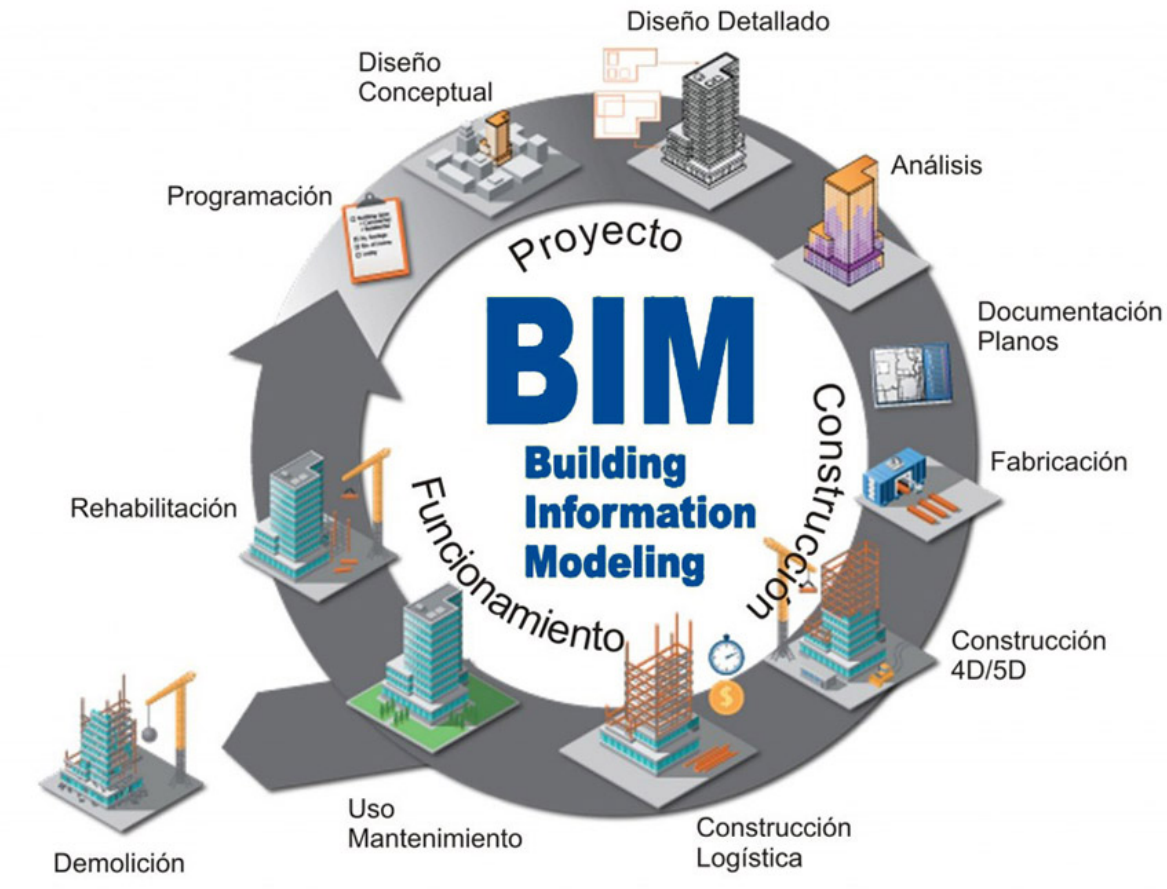 Diseño Detallado
Diseño
Conceptual
Programación
Análisis
Documentación
Planos
Fabricación
Construcción
4D/5D
Construcción
Logística
Uso
Mantenimiento
Demolición
Rehabilitación
Proyecto
Construcción
Funcionamiento
BIM
Building
Information
Modeling
$